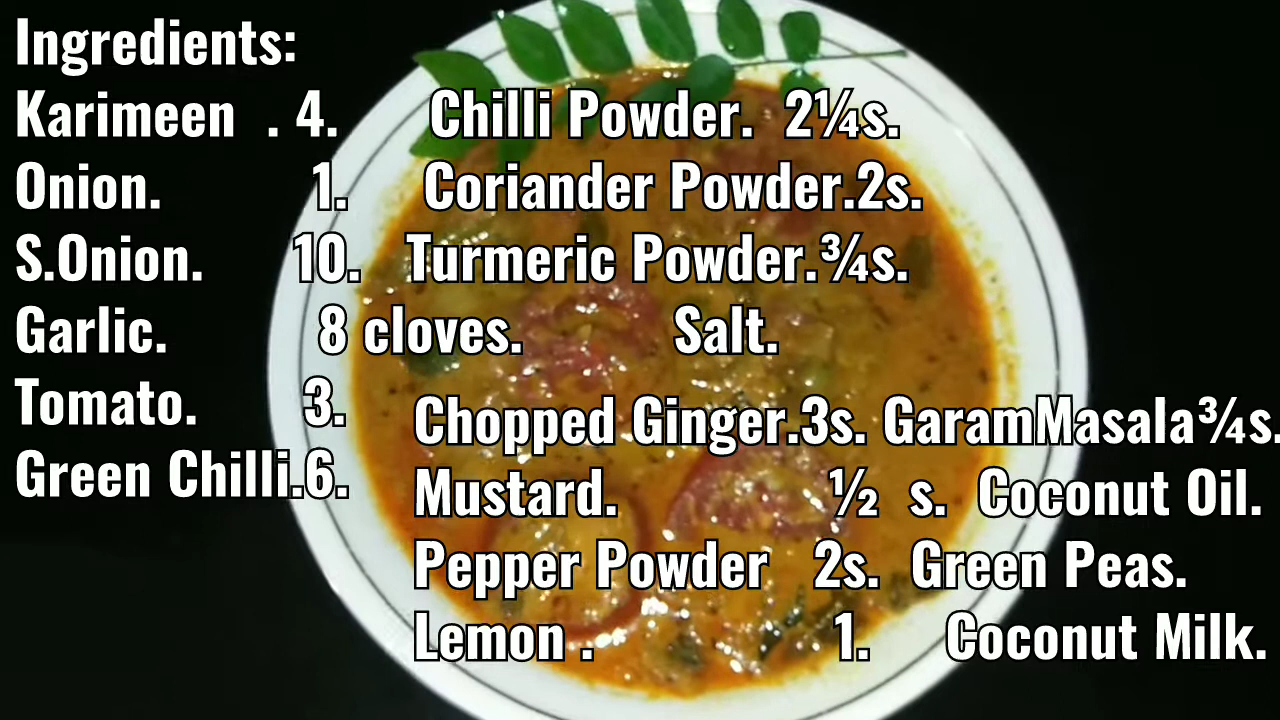 Ingredients:
Karimeen . 4. Chilli Powder. 2¼s.
Onion. 1. Coriander Powder.2s.
S.Onion. 10. Turmeric Powder.¾s.
Garlic. 8 cloves. Salt.
Tomato. 3.
Chopped Ginger.3s. GaramMasala¾s.
Green Chilli.6.
Mustard. ½ s. Coconut Oil.
Pepper Powder 2s. Green Peas.
Lemon . 1. Coconut Milk.